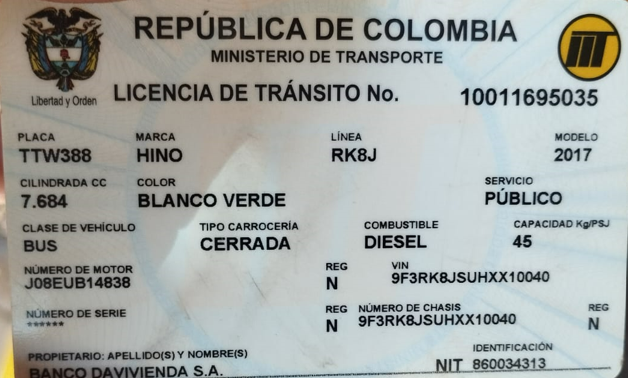 REPÚBLICA DE COLOMBIA
MINISTERIO DE TRANSPORTE
Libertad y Orden
LICENCIA DE TRÁNSITO No. 10011695035
PLACA MARCA LÍNEA MODELO
TTW388 HINO RK8J 2017
CILINDRADA CC COLOR SERVICIO
7.684 BLANCO VERDE PÚBLICO
CLASE DE VEHÍCULO TIPO CARROCERÍA COMBUSTIBLE CAPACIDAD Kg/PSJ
BUS CERRADA DIESEL 45
NÚMERO DE MOTOR REG VIN
J08EUB14838 N 9F3RK8JSUHXX10040
NÚMERO DE SERIE REG NÚMERO DE CHASIS REG
****** N 9F3RK8JSUHXX10040 N
PROPIETARIO: APELLIDO(S) Y NOMBRE(S) IDENTIFICACIÓN
BANCO DAVIVIENDA S.A. NIT 860034313